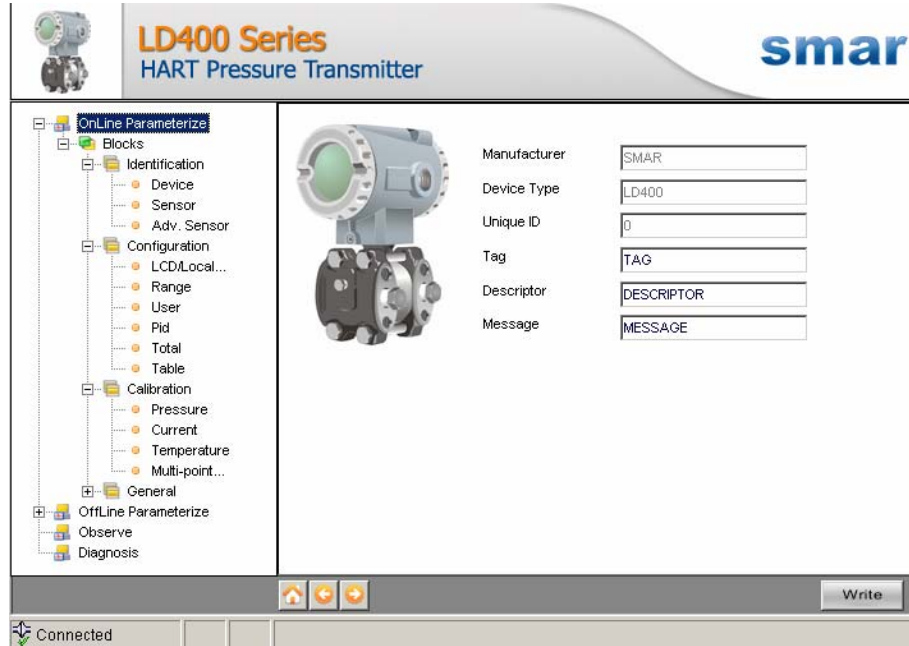 LD400 Series
HART Pressure Transmitter
smar
OnLine Parameterize
Blocks
Identification
Device
Sensor
Adv. Sensor
Configuration
LCD/Local...
Range
User
Pid
Total
Table
Calibration
Pressure
Current
Temperature
Multi-point...
General
OffLine Parameterize
Observe
Diagnosis
Manufacturer SMAR
Device Type LD400
Unique ID 0
Tag TAG
Descriptor DESCRIPTOR
Message MESSAGE
Write
Connected